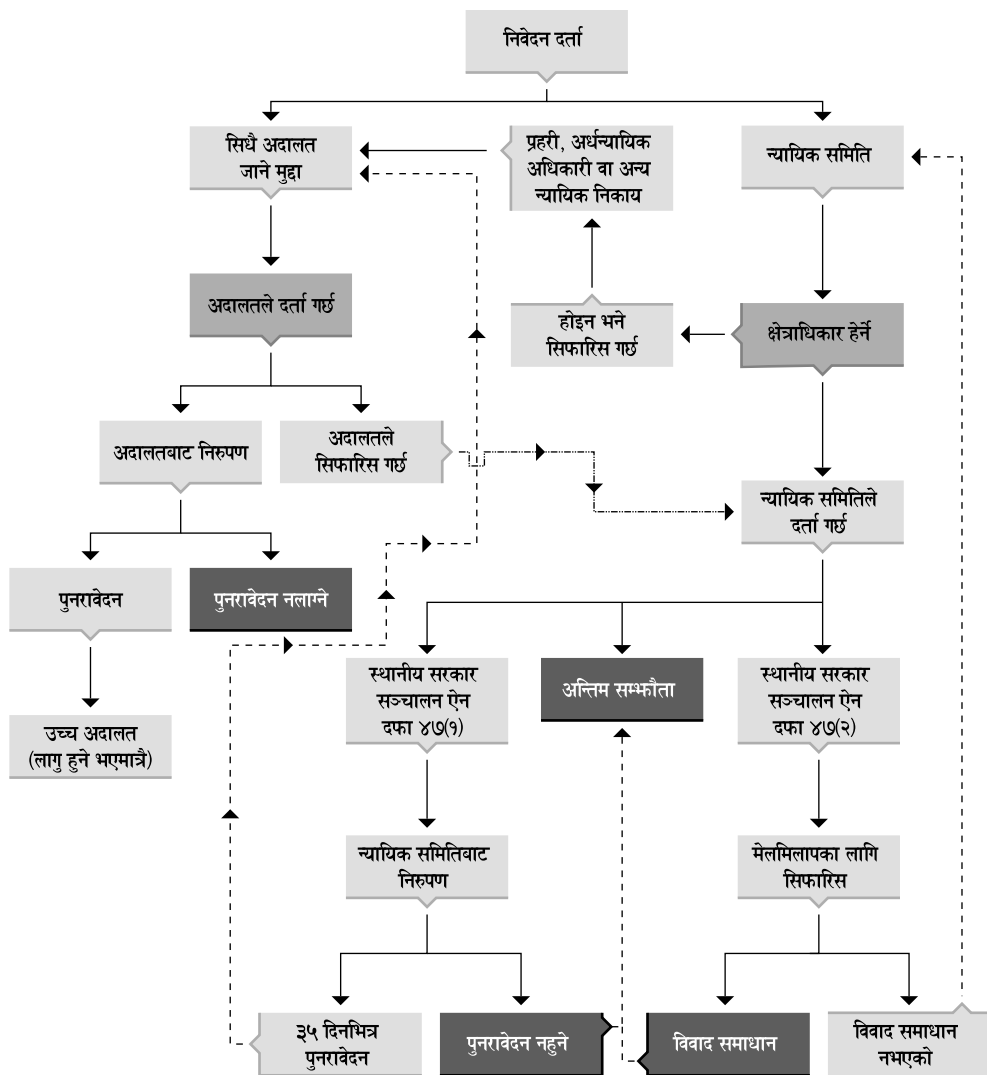 निवेदन दर्ता
सिधै अदालत
जाने मुद्दा
प्रहरी, अर्धन्यायिक
अधिकारी वा अन्य
न्यायिक निकाय
न्यायिक समिति
अदालतले दर्ता गर्छ
होइन भने
सिफारिस गर्छ
क्षेत्राधिकार हेर्ने
अदालतबाट निरुपण
अदालतले
सिफारिस गर्छ
न्यायिक समितिले
दर्ता गर्छ
पुनरावेदन
पुनरावेदन नलाग्ने
स्थानीय सरकार
सञ्चालन ऐन
दफा ४७(१)
अन्तिम सम्झौता
स्थानीय सरकार
सञ्चालन ऐन
दफा ४७(२)
उच्च अदालत
(लागु हुने भएमात्रै)
न्यायिक समितिबाट
निरुपण
मेलमिलापका लागि
सिफारिस
३५ दिनभित्र
पुनरावेदन
पुनरावेदन नहुने
विवाद समाधान
विवाद समाधान
नभएको